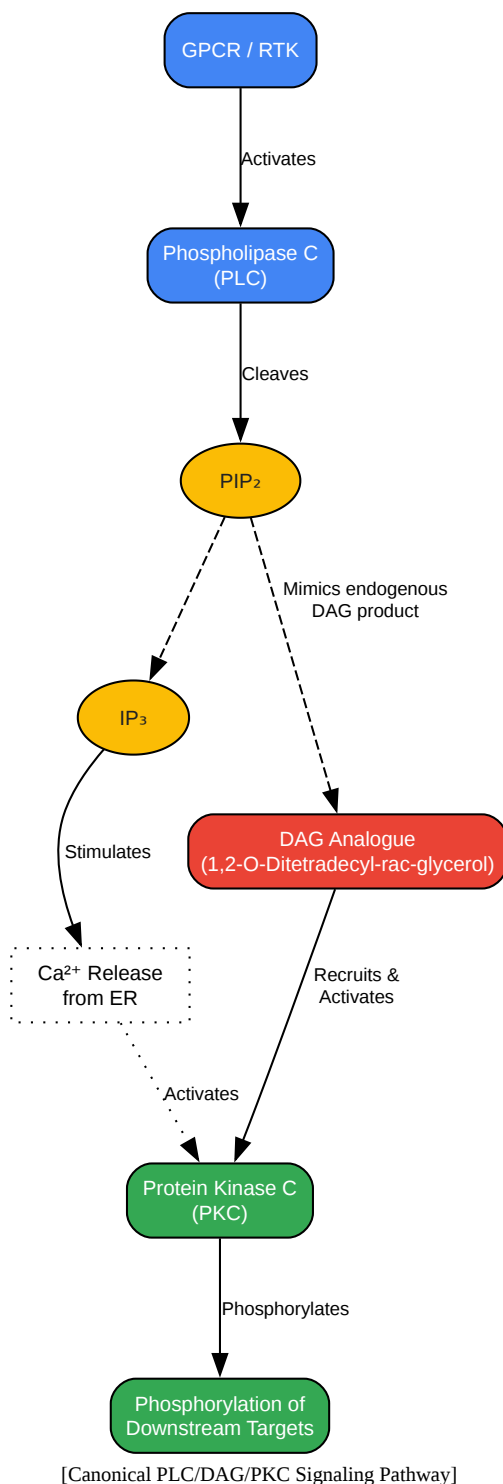 GPCR / RTK
Activates
Phospholipase C
(PLC)
Cleaves
PIP₂
Mimics endogenous
DAG product
IP₃
Stimulates
DAG Analogue
(1,2-O-Ditetradecyl-rac-glycerol)
Ca²⁺ Release
from ER
Recruits &
Activates
Activates
Protein Kinase C
(PKC)
Phosphorylates
Phosphorylation of
Downstream Targets
[Canonical PLC/DAG/PKC Signaling Pathway]